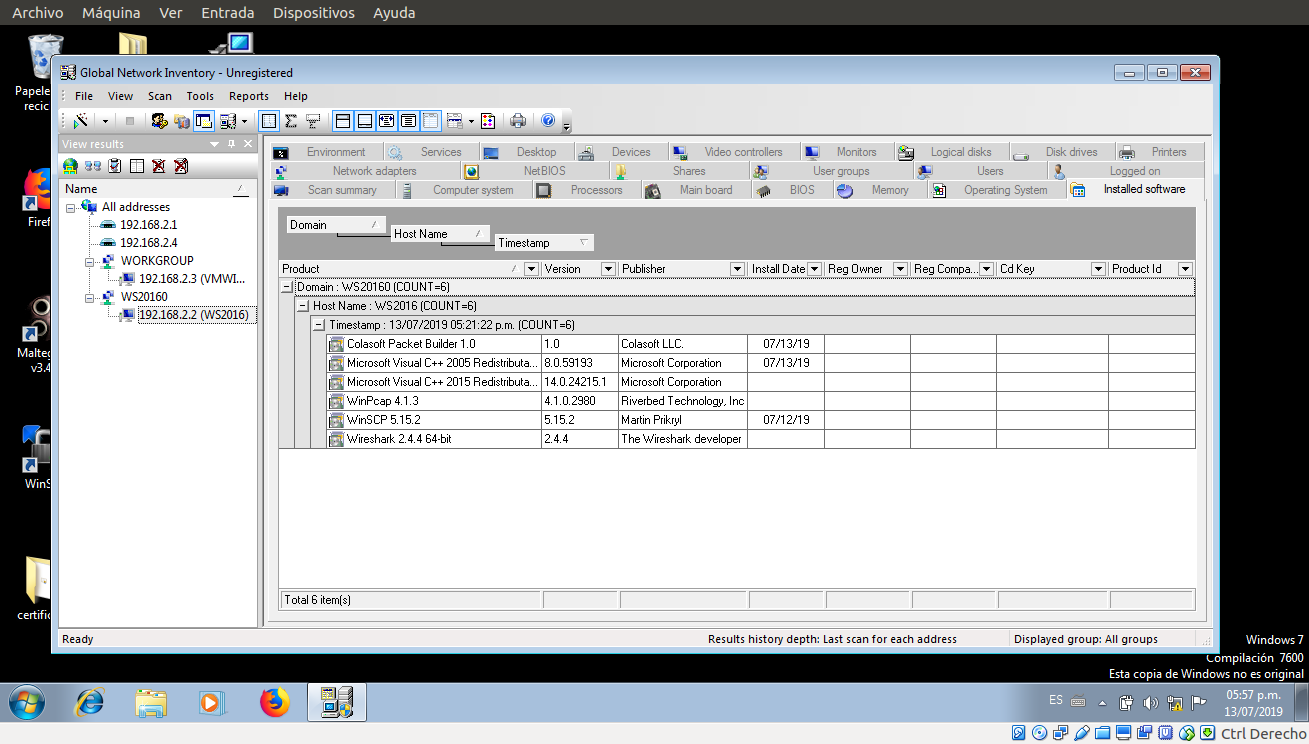 Archivo Máquina Ver Entrada Dispositivos Ayuda
Papele
recic
Global Network Inventory - Unregistered
File View Scan Tools Reports Help
View results
Name
All addresses
192.168.2.1
192.168.2.4
WORKGROUP
192.168.2.3 (VMWI...
WS20160
192.168.2.2 (WS2016)
Environment Services Desktop Devices Video controllers Monitors Logical disks Disk drives Printers
Network adapters NetBIOS Shares User groups Users Logged on
Scan summary Computer system Processors Main board BIOS Memory Operating System Installed software
Domain
Host Name
Timestamp
Product Version Publisher Install Date Reg Owner Reg Compa... Cd Key Product Id
Domain : WS20160 (COUNT=6)
Host Name : WS2016 (COUNT=6)
Timestamp : 13/07/2019 05:21:22 p.m. (COUNT=6)
Colasoft Packet Builder 1.0 1.0 Colasoft LLC. 07/13/19
Microsoft Visual C++ 2005 Redistributa... 8.0.59193 Microsoft Corporation 07/13/19
Microsoft Visual C++ 2015 Redistributa... 14.0.24215.1 Microsoft Corporation
WinPcap 4.1.3 4.1.0.2980 Riverbed Technology, Inc
WinSCP 5.15.2 5.15.2 Martin Prikryl 07/12/19
Wireshark 2.4.4 64-bit 2.4.4 The Wireshark developer
Total 6 item(s)
Ready Results history depth: Last scan for each address Displayed group: All groups
Firef
Malteg
v3.4
WinS
certific
Windows 7
Compilación 7600
Esta copia de Windows no es original
ES
05:57 p.m.
13/07/2019
Ctrl Derecho